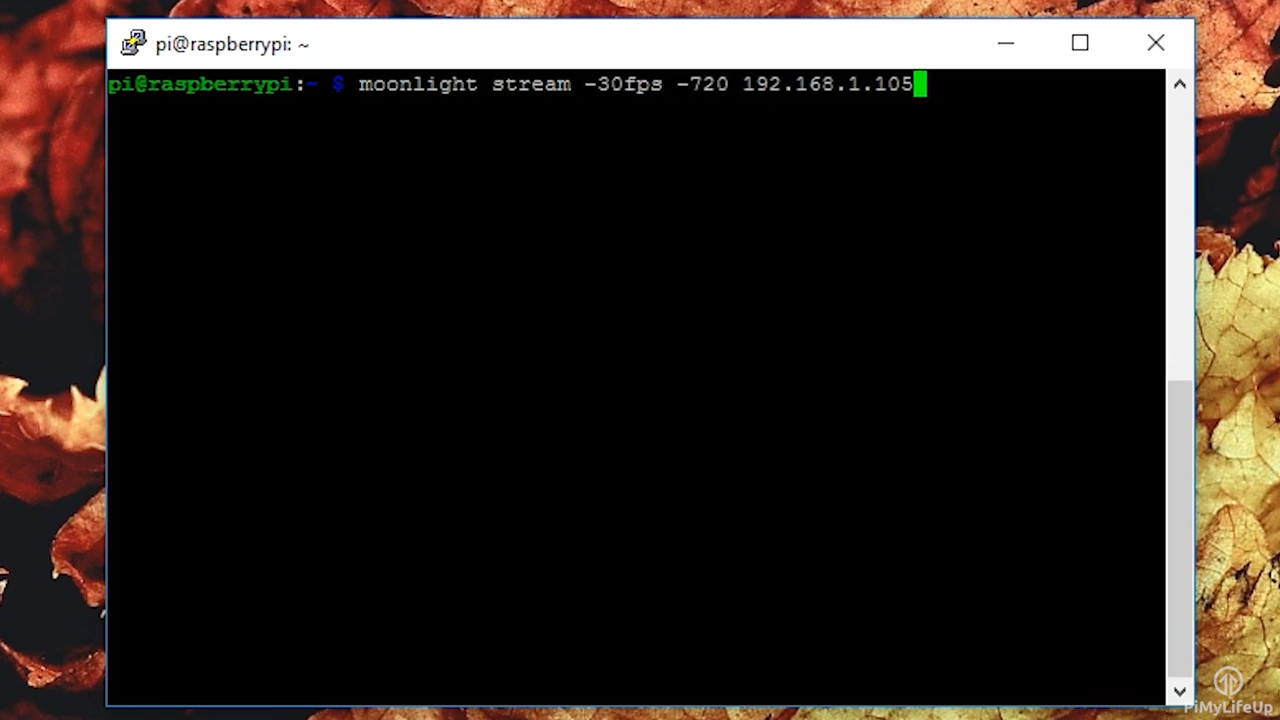 pi@raspberrypi: ~
pi@raspberrypi:~ $ moonlight stream -30fps -720 192.168.1.105
PiMyLifeUp